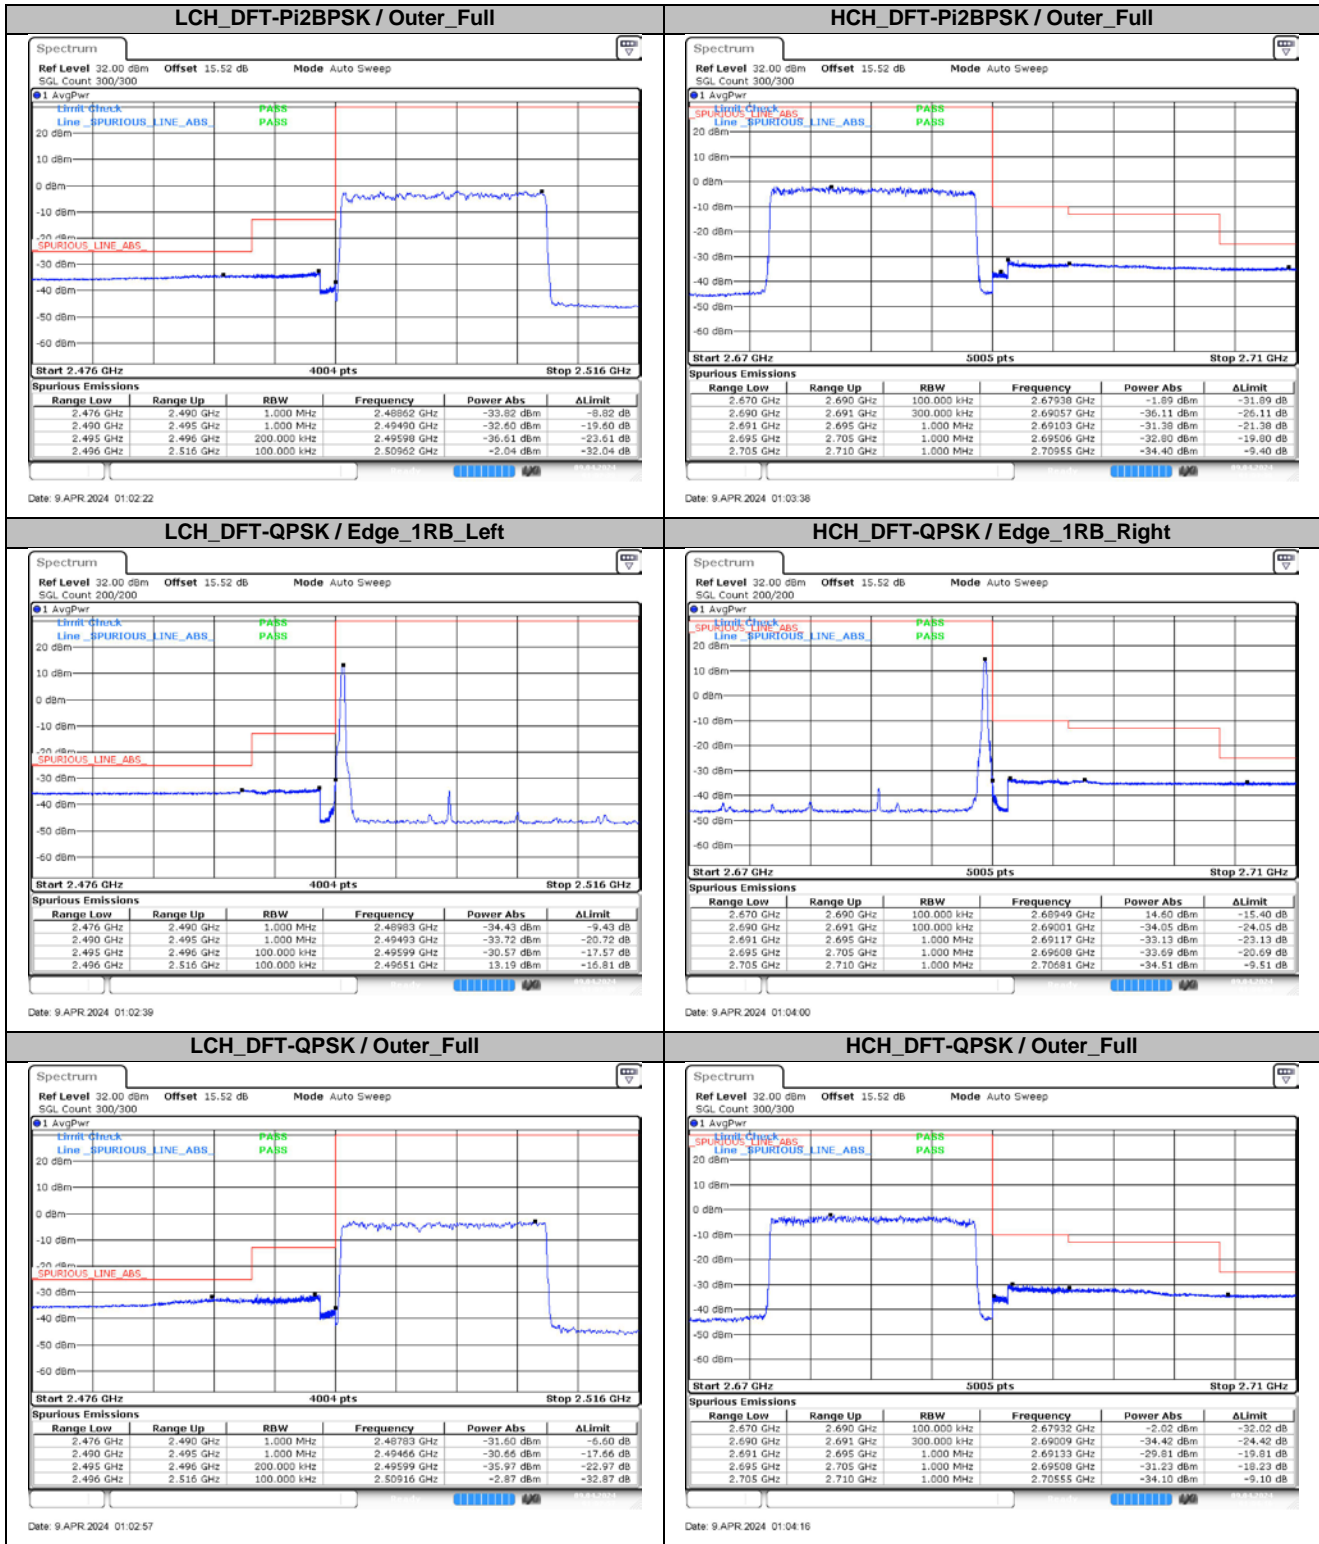 LCH_DFT-Pi2BPSK / Outer_Full
Spectrum
Ref Level 32.00 dBm Offset 15.52 dB Mode Auto Sweep
SGL Count 300/300
1 AvgPwr
Limit Check PASS
Line _SPURIOUS_LINE_ABS_ PASS
20 dBm
10 dBm
0 dBm
-10 dBm
-20 dBm
_SPURIOUS_LINE_ABS_
-30 dBm
-40 dBm
-50 dBm
-60 dBm
Start 2.476 GHz 4004 pts Stop 2.516 GHz
Spurious Emissions
Range Low Range Up RBW Frequency Power Abs ΔLimit
2.476 GHz 2.490 GHz 1.000 MHz 2.48862 GHz -33.82 dBm -8.82 dB
2.490 GHz 2.495 GHz 1.000 MHz 2.49490 GHz -32.60 dBm -19.60 dB
2.495 GHz 2.496 GHz 200.000 kHz 2.49598 GHz -36.61 dBm -23.61 dB
2.496 GHz 2.516 GHz 100.000 kHz 2.50962 GHz -2.04 dBm -32.04 dB
Date: 9.APR.2024 01:02:22
HCH_DFT-Pi2BPSK / Outer_Full
Spectrum
Ref Level 32.00 dBm Offset 15.52 dB Mode Auto Sweep
SGL Count 300/300
1 AvgPwr
Limit Check PASS
_SPURIOUS_LINE_ABS_
Line _SPURIOUS_LINE_ABS_ PASS
20 dBm
10 dBm
0 dBm
-10 dBm
-20 dBm
-30 dBm
-40 dBm
-50 dBm
-60 dBm
Start 2.67 GHz 5005 pts Stop 2.71 GHz
Spurious Emissions
Range Low Range Up RBW Frequency Power Abs ΔLimit
2.670 GHz 2.690 GHz 100.000 kHz 2.67938 GHz -1.89 dBm -31.89 dB
2.690 GHz 2.691 GHz 300.000 kHz 2.69057 GHz -36.11 dBm -26.11 dB
2.691 GHz 2.695 GHz 1.000 MHz 2.69103 GHz -31.38 dBm -21.38 dB
2.695 GHz 2.705 GHz 1.000 MHz 2.69506 GHz -32.80 dBm -19.80 dB
2.705 GHz 2.710 GHz 1.000 MHz 2.70955 GHz -34.40 dBm -9.40 dB
Date: 9.APR.2024 01:03:38
LCH_DFT-QPSK / Edge_1RB_Left
Spectrum
Ref Level 32.00 dBm Offset 15.52 dB Mode Auto Sweep
SGL Count 200/200
1 AvgPwr
Limit Check PASS
Line _SPURIOUS_LINE_ABS_ PASS
20 dBm
10 dBm
0 dBm
-10 dBm
-20 dBm
_SPURIOUS_LINE_ABS_
-30 dBm
-40 dBm
-50 dBm
-60 dBm
Start 2.476 GHz 4004 pts Stop 2.516 GHz
Spurious Emissions
Range Low Range Up RBW Frequency Power Abs ΔLimit
2.476 GHz 2.490 GHz 1.000 MHz 2.48983 GHz -34.43 dBm -9.43 dB
2.490 GHz 2.495 GHz 1.000 MHz 2.49493 GHz -33.72 dBm -20.72 dB
2.495 GHz 2.496 GHz 100.000 kHz 2.49599 GHz -30.57 dBm -17.57 dB
2.496 GHz 2.516 GHz 100.000 kHz 2.49651 GHz 13.19 dBm -16.81 dB
Date: 9.APR.2024 01:02:39
HCH_DFT-QPSK / Edge_1RB_Right
Spectrum
Ref Level 32.00 dBm Offset 15.52 dB Mode Auto Sweep
SGL Count 200/200
1 AvgPwr
Limit Check PASS
_SPURIOUS_LINE_ABS_
Line _SPURIOUS_LINE_ABS_ PASS
20 dBm
10 dBm
0 dBm
-10 dBm
-20 dBm
-30 dBm
-40 dBm
-50 dBm
-60 dBm
Start 2.67 GHz 5005 pts Stop 2.71 GHz
Spurious Emissions
Range Low Range Up RBW Frequency Power Abs ΔLimit
2.670 GHz 2.690 GHz 100.000 kHz 2.68949 GHz 14.60 dBm -15.40 dB
2.690 GHz 2.691 GHz 100.000 kHz 2.69001 GHz -34.05 dBm -24.05 dB
2.691 GHz 2.695 GHz 1.000 MHz 2.69117 GHz -33.13 dBm -23.13 dB
2.695 GHz 2.705 GHz 1.000 MHz 2.69608 GHz -33.69 dBm -20.69 dB
2.705 GHz 2.710 GHz 1.000 MHz 2.70681 GHz -34.51 dBm -9.51 dB
Date: 9.APR.2024 01:04:00
LCH_DFT-QPSK / Outer_Full
Spectrum
Ref Level 32.00 dBm Offset 15.52 dB Mode Auto Sweep
SGL Count 300/300
1 AvgPwr
Limit Check PASS
Line _SPURIOUS_LINE_ABS_ PASS
20 dBm
10 dBm
0 dBm
-10 dBm
-20 dBm
_SPURIOUS_LINE_ABS_
-30 dBm
-40 dBm
-50 dBm
-60 dBm
Start 2.476 GHz 4004 pts Stop 2.516 GHz
Spurious Emissions
Range Low Range Up RBW Frequency Power Abs ΔLimit
2.476 GHz 2.490 GHz 1.000 MHz 2.48783 GHz -31.60 dBm -6.60 dB
2.490 GHz 2.495 GHz 1.000 MHz 2.49466 GHz -30.66 dBm -17.66 dB
2.495 GHz 2.496 GHz 200.000 kHz 2.49599 GHz -35.97 dBm -22.97 dB
2.496 GHz 2.516 GHz 100.000 kHz 2.50916 GHz -2.87 dBm -32.87 dB
Date: 9.APR.2024 01:02:57
HCH_DFT-QPSK / Outer_Full
Spectrum
Ref Level 32.00 dBm Offset 15.52 dB Mode Auto Sweep
SGL Count 300/300
1 AvgPwr
Limit Check PASS
_SPURIOUS_LINE_ABS_
Line _SPURIOUS_LINE_ABS_ PASS
20 dBm
10 dBm
0 dBm
-10 dBm
-20 dBm
-30 dBm
-40 dBm
-50 dBm
-60 dBm
Start 2.67 GHz 5005 pts Stop 2.71 GHz
Spurious Emissions
Range Low Range Up RBW Frequency Power Abs ΔLimit
2.670 GHz 2.690 GHz 100.000 kHz 2.67932 GHz -2.02 dBm -32.02 dB
2.690 GHz 2.691 GHz 300.000 kHz 2.69009 GHz -34.42 dBm -24.42 dB
2.691 GHz 2.695 GHz 1.000 MHz 2.69133 GHz -29.81 dBm -19.81 dB
2.695 GHz 2.705 GHz 1.000 MHz 2.69508 GHz -31.23 dBm -18.23 dB
2.705 GHz 2.710 GHz 1.000 MHz 2.70555 GHz -34.10 dBm -9.10 dB
Date: 9.APR.2024 01:04:16